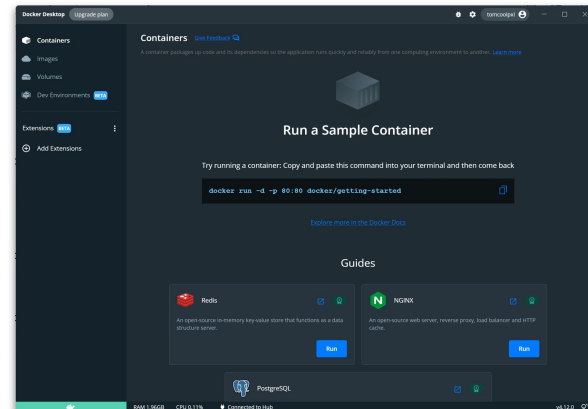 Docker Desktop Upgrade plan tomcoolpxl
Containers
Images
Volumes
Dev Environments BETA
Extensions BETA
Add Extensions
Containers Give feedback
A container packages up code and its dependencies so the application runs quickly and reliably from one computing environment to another. Learn more
Run a Sample Container
Try running a container: Copy and paste this command into your terminal and then come back
docker run -d -p 80:80 docker/getting-started
Explore more in the Docker Docs
Guides
Redis
An open-source in-memory key-value store that functions as a data
structure server.
Run
NGINX
An open-source web server, reverse proxy, load balancer and HTTP
cache.
Run
PostgreSQL
RAM 1.96GB CPU 0.11% Connected to Hub v4.12.0